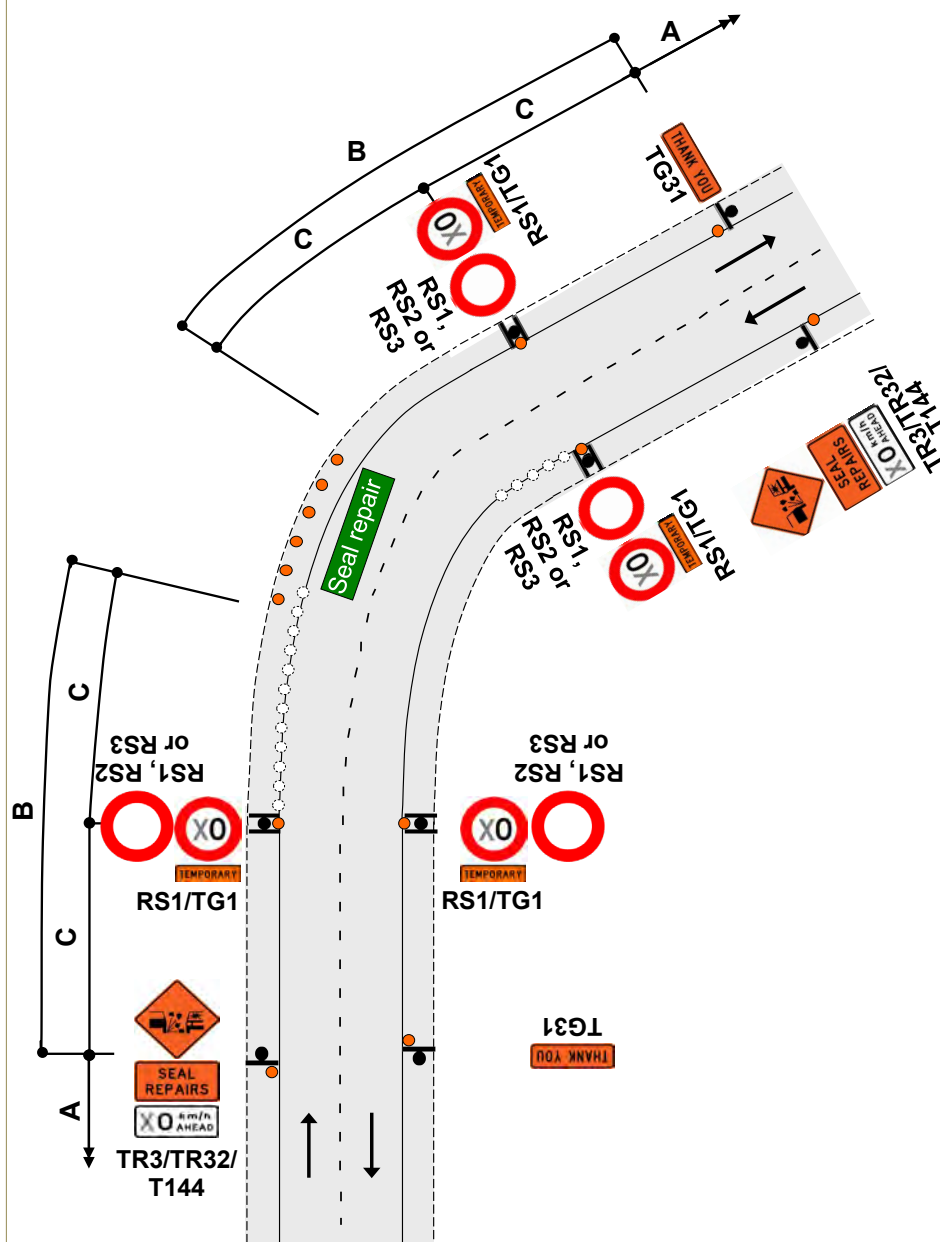 A
B
C
C
THANK YOU
TG31
RS1/TG1
TEMPORARY
X0
RS1,
RS2 or
RS3
TR3/TR32/
T144
X0 km/h
AHEAD
SEAL
REPAIRS
Seal repair
RS1,
RS2 or
RS3
X0
TEMPORARY
RS1/TG1
B
C
C
A
RS1, RS2
or RS3
X0
TEMPORARY
RS1/TG1
RS1, RS2
or RS3
X0
TEMPORARY
RS1/TG1
SEAL
REPAIRS
X0 km/h
AHEAD
TR3/TR32/
T144
TG31
THANK YOU